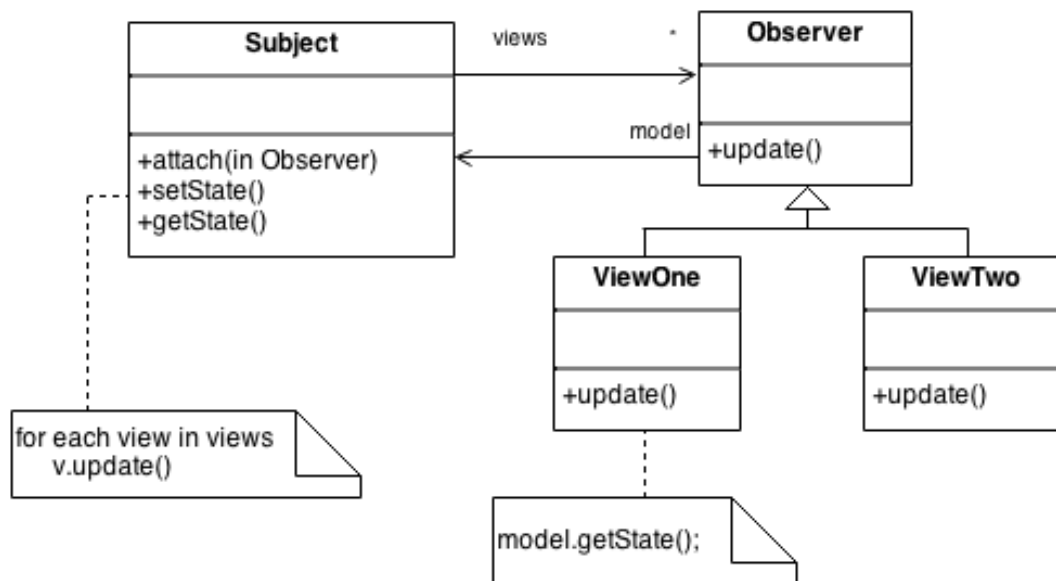 Subject
+attach(in Observer)
+setState()
+getState()
views
*
model
Observer
+update()
ViewOne
+update()
ViewTwo
+update()
for each view in views
v.update()
model.getState();